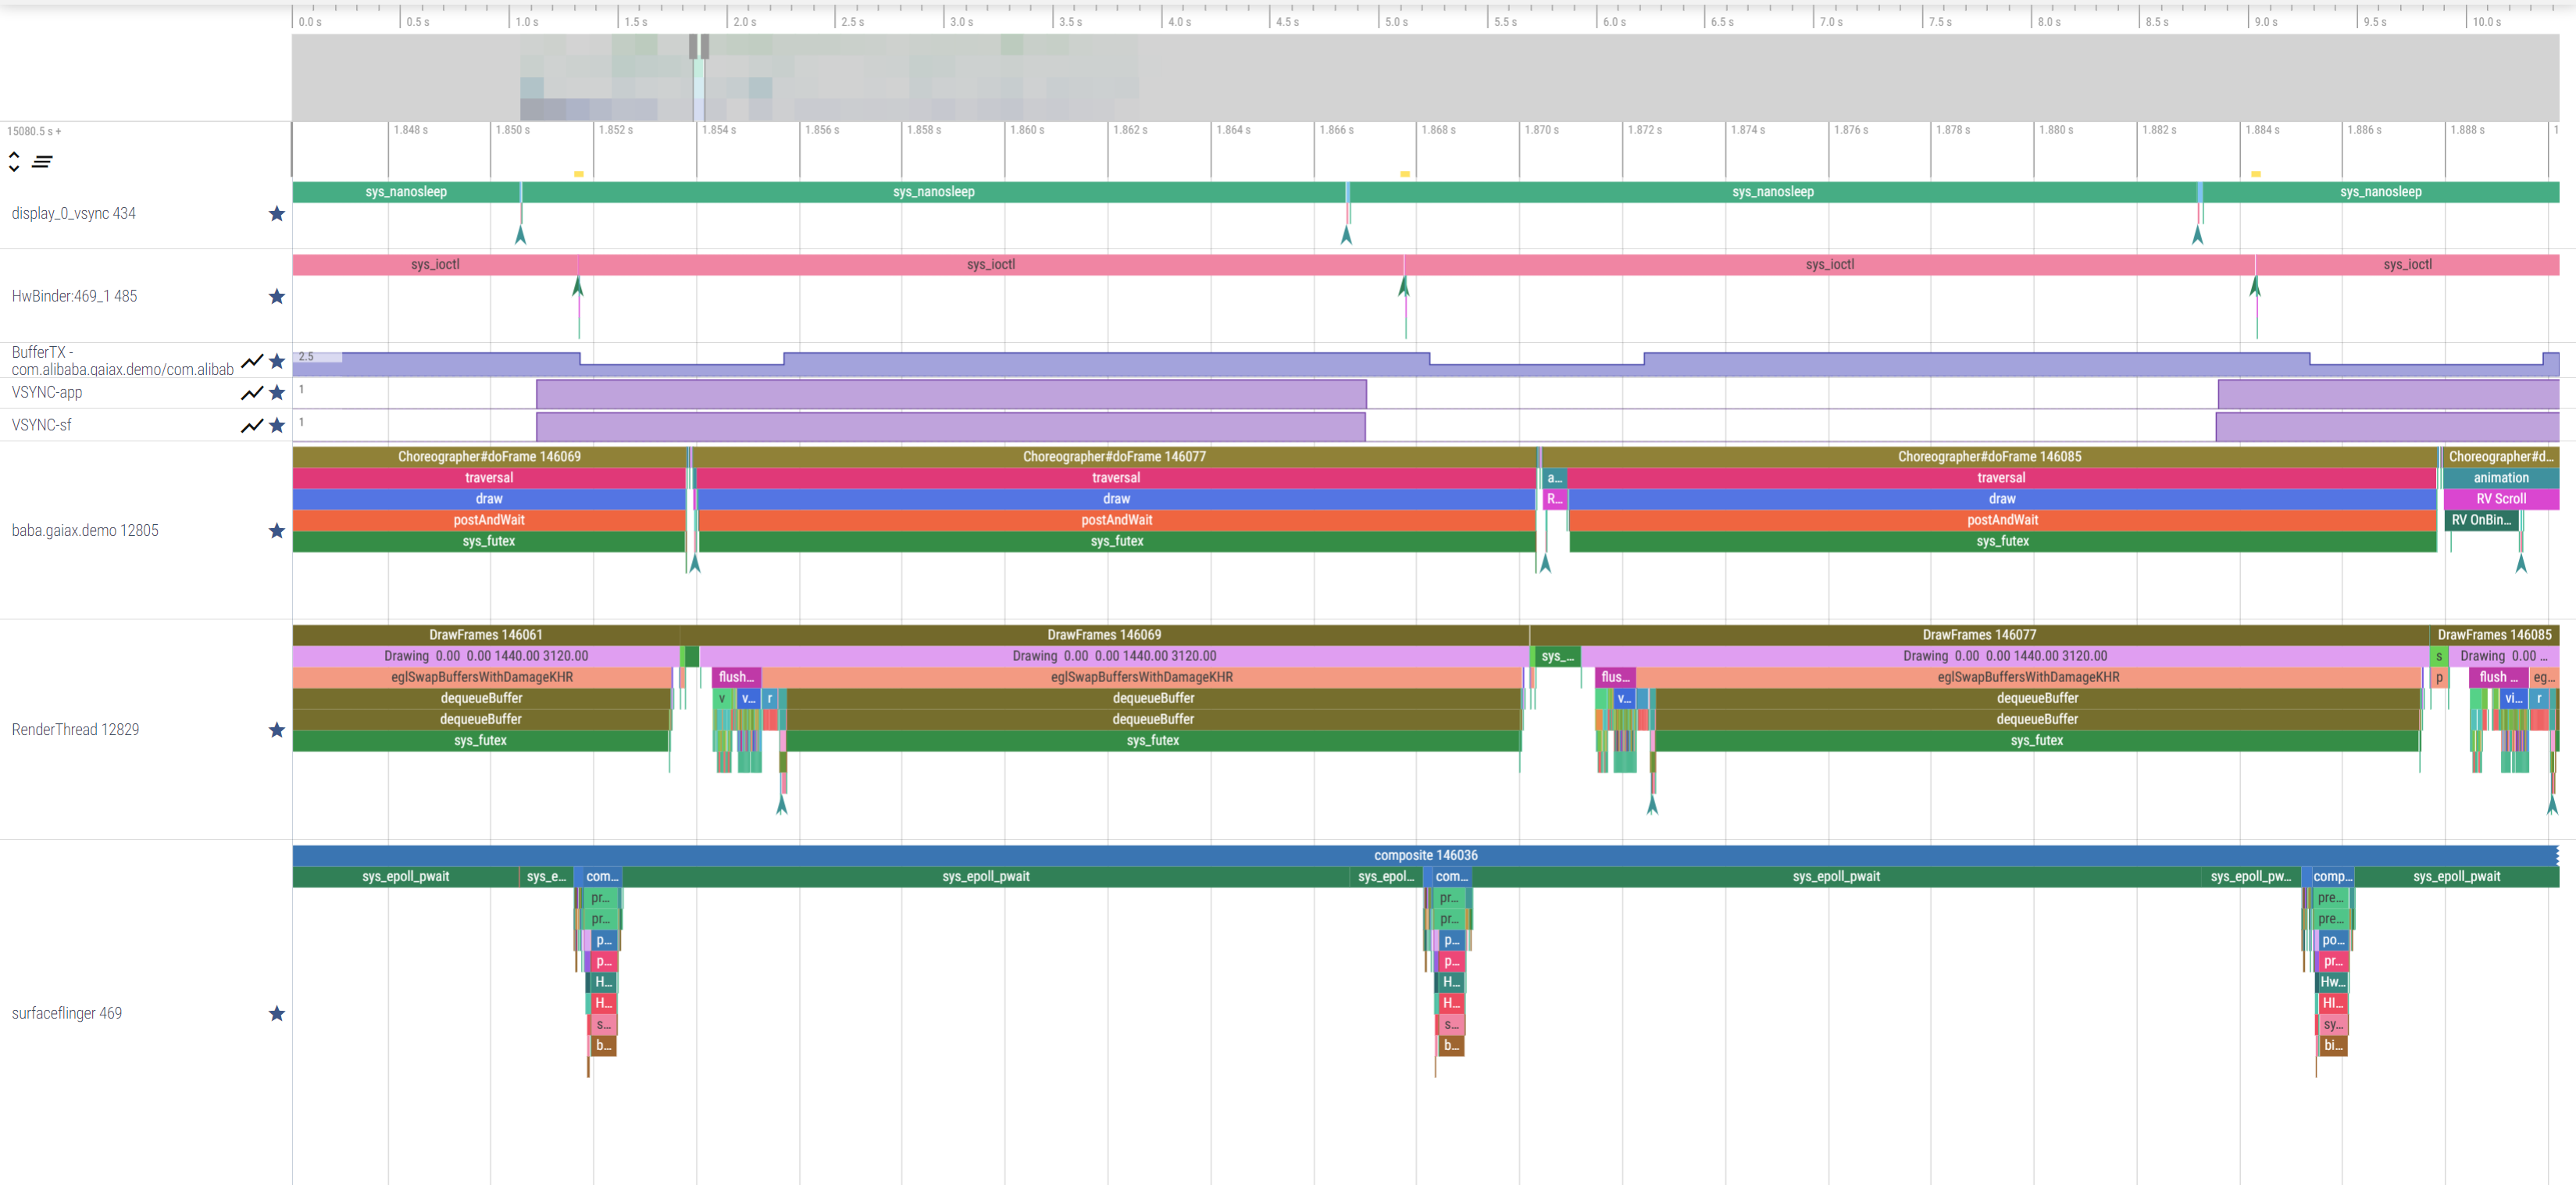 0.0 s 0.5 s 1.0 s 1.5 s 2.0 s 2.5 s 3.0 s 3.5 s 4.0 s 4.5 s 5.0 s 5.5 s 6.0 s 6.5 s 7.0 s 7.5 s 8.0 s 8.5 s 9.0 s 9.5 s 10.0 s
15080.5 s + 1.848 s 1.850 s 1.852 s 1.854 s 1.856 s 1.858 s 1.860 s 1.862 s 1.864 s 1.866 s 1.868 s 1.870 s 1.872 s 1.874 s 1.876 s 1.878 s 1.880 s 1.882 s 1.884 s 1.886 s 1.888 s 1
sys_nanosleep sys_nanosleep sys_nanosleep sys_nanosleep
display_0_vsync 434
sys_ioctl sys_ioctl sys_ioctl sys_ioctl
HwBinder:469_1 485
BufferTX - 2.5
com.alibaba.gaiax.demo/com.alibab
VSYNC-app 1
VSYNC-sf 1
Choreographer#doFrame 146069 Choreographer#doFrame 146077 Choreographer#doFrame 146085 Choreographer#d...
traversal traversal a... traversal animation
draw draw R... draw RV Scroll
postAndWait postAndWait postAndWait RV OnBin...
baba.gaiax.demo 12805
sys_futex sys_futex sys_futex
DrawFrames 146061 DrawFrames 146069 DrawFrames 146077 DrawFrames 146085
Drawing 0.00 0.00 1440.00 3120.00 Drawing 0.00 0.00 1440.00 3120.00 sys_... Drawing 0.00 0.00 1440.00 3120.00 s Drawing 0.00 ...
eglSwapBuffersWithDamageKHR flush... eglSwapBuffersWithDamageKHR flus... eglSwapBuffersWithDamageKHR p flush ... eg...
dequeueBuffer v v... r dequeueBuffer v... dequeueBuffer vi... r
dequeueBuffer dequeueBuffer dequeueBuffer
RenderThread 12829
sys_futex sys_futex sys_futex
composite 146036
sys_epoll_pwait sys_e... com... sys_epoll_pwait sys_epol... com... sys_epoll_pwait sys_epoll_pw... comp... sys_epoll_pwait
pr... pr... pre...
pr... pr... pre...
p... p... po...
p... p... pr...
H... H... Hw...
H... H... HI...
surfaceflinger 469
s... s... sy...
b... b... bi...